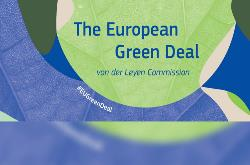 The European
Green Deal
von der Leyen Commission
#EUGreenDeal